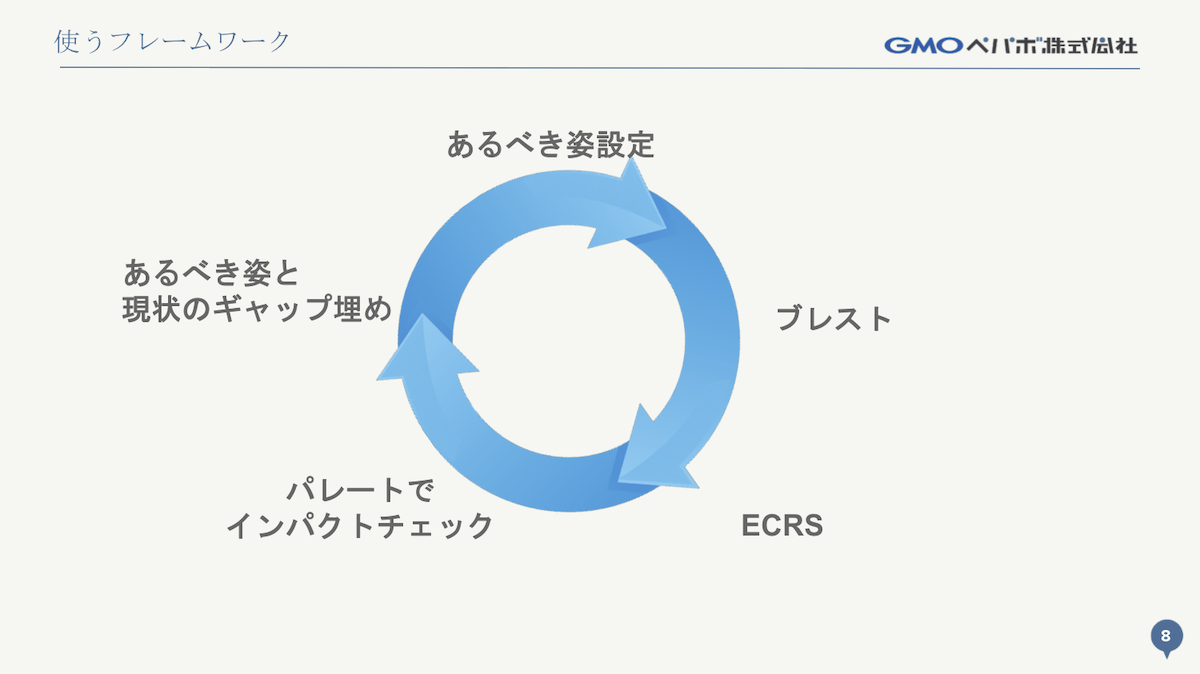 使うフレームワーク
GMOペパボ株式会社
あるべき姿設定
あるべき姿と
現状のギャップ埋め
ブレスト
パレートで
インパクトチェック
ECRS
8